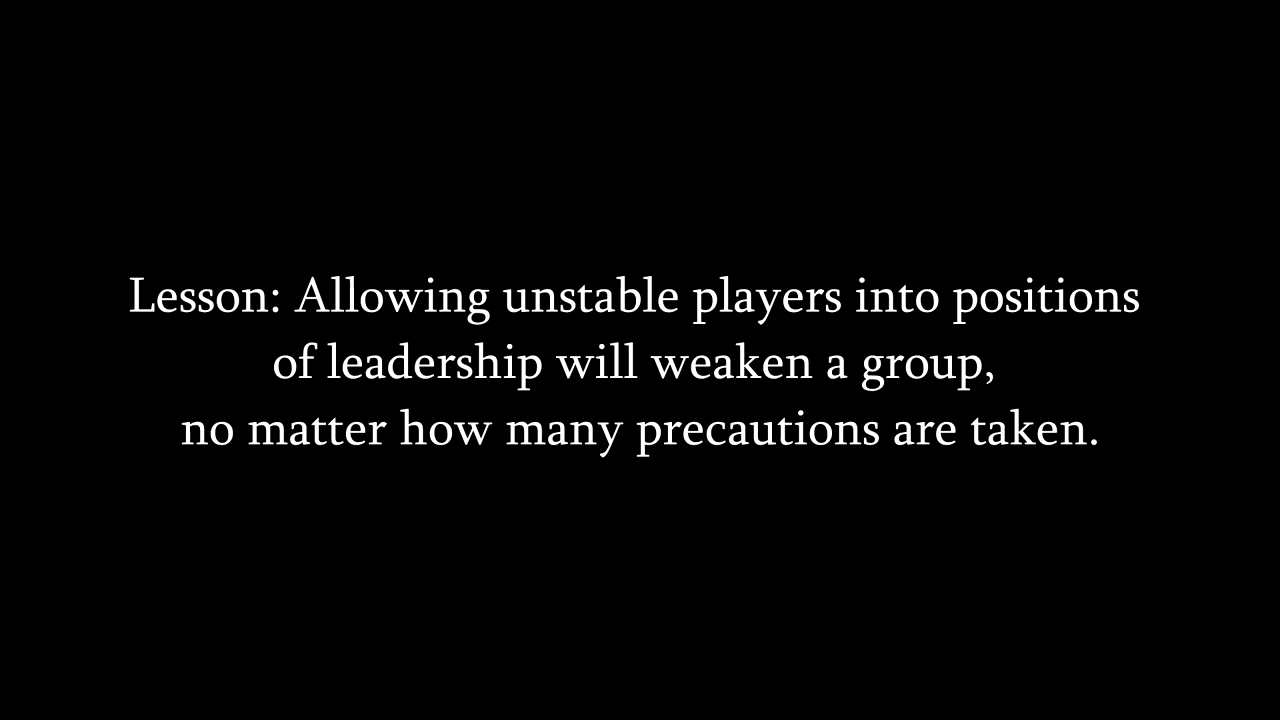 Lesson: Allowing unstable players into positions
of leadership will weaken a group,
no matter how many precautions are taken.